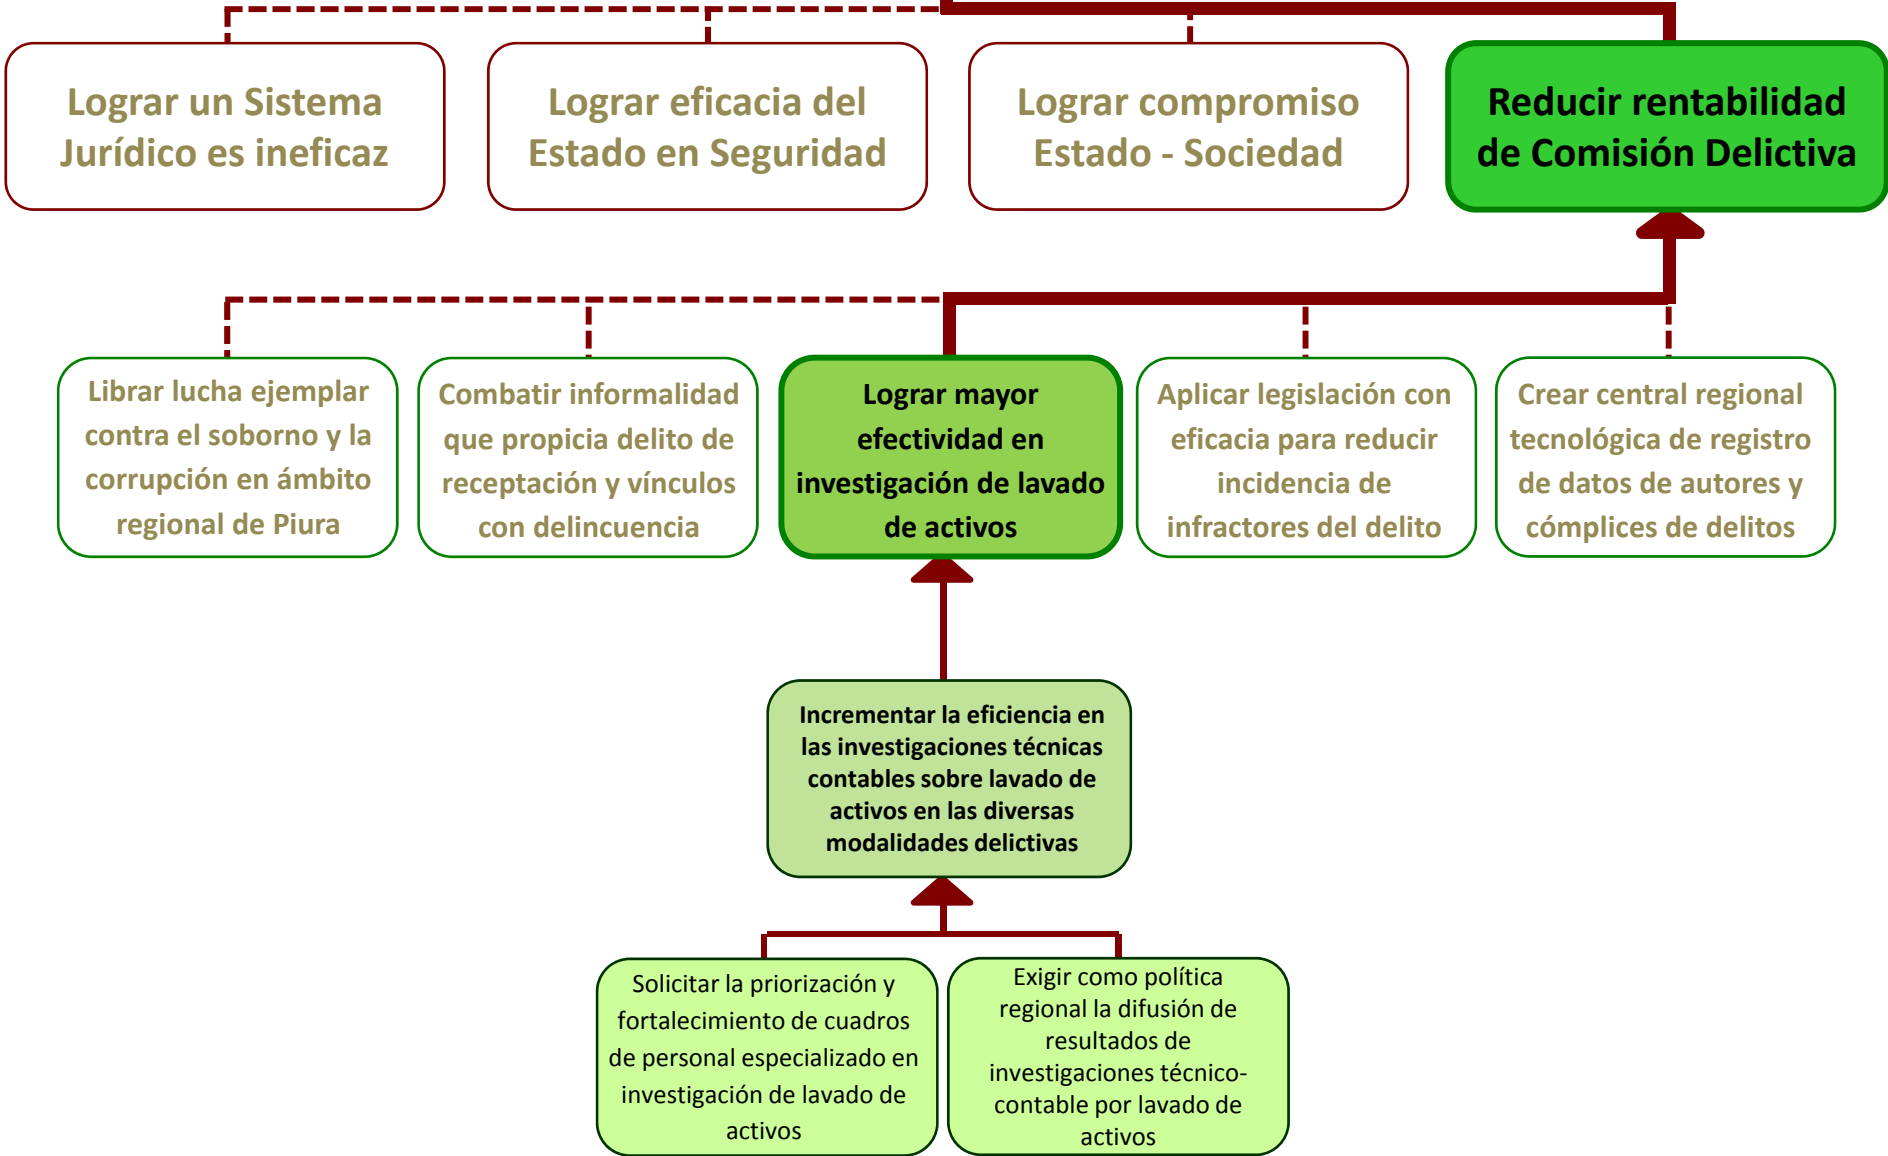 Lograr un Sistema
Jurídico es ineficaz
Lograr eficacia del
Estado en Seguridad
Lograr compromiso
Estado - Sociedad
Reducir rentabilidad
de Comisión Delictiva
Librar lucha ejemplar
contra el soborno y la
corrupción en ámbito
regional de Piura
Combatir informalidad
que propicia delito de
receptación y vínculos
con delincuencia
Lograr mayor
efectividad en
investigación de lavado
de activos
Aplicar legislación con
eficacia para reducir
incidencia de
infractores del delito
Crear central regional
tecnológica de registro
de datos de autores y
cómplices de delitos
Incrementar la eficiencia en
las investigaciones técnicas
contables sobre lavado de
activos en las diversas
modalidades delictivas
Solicitar la priorización y
fortalecimiento de cuadros
de personal especializado en
investigación de lavado de
activos
Exigir como política
regional la difusión de
resultados de
investigaciones técnico-
contable por lavado de
activos